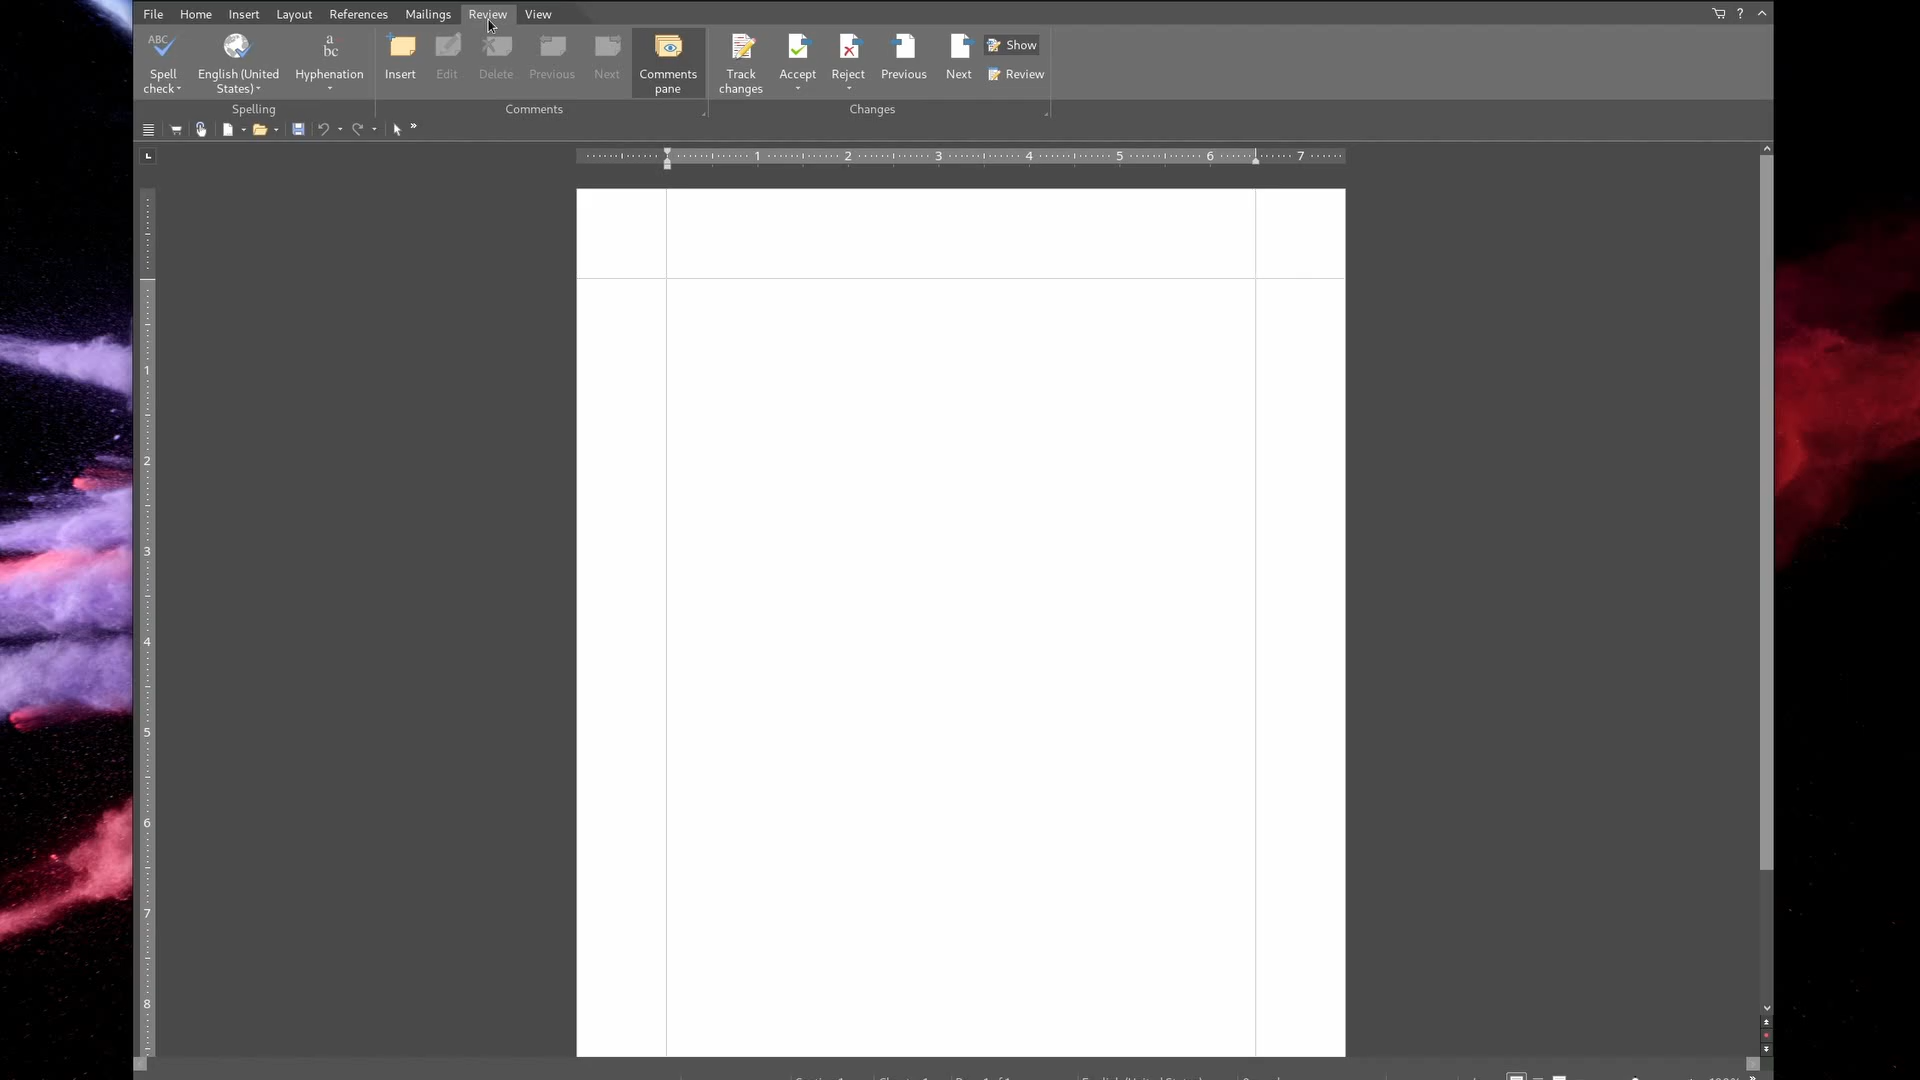 File Home Insert Layout References Mailings Review View
ABC
a
bc
Spell check
English (United States)
Hyphenation
Insert
Edit
Delete
Previous
Next
Comments pane
Track changes
Accept
Reject
Previous
Next
Show
Review
Spelling Comments Changes
1 2 3 4 5 6 7
1
2
3
4
5
6
7
8